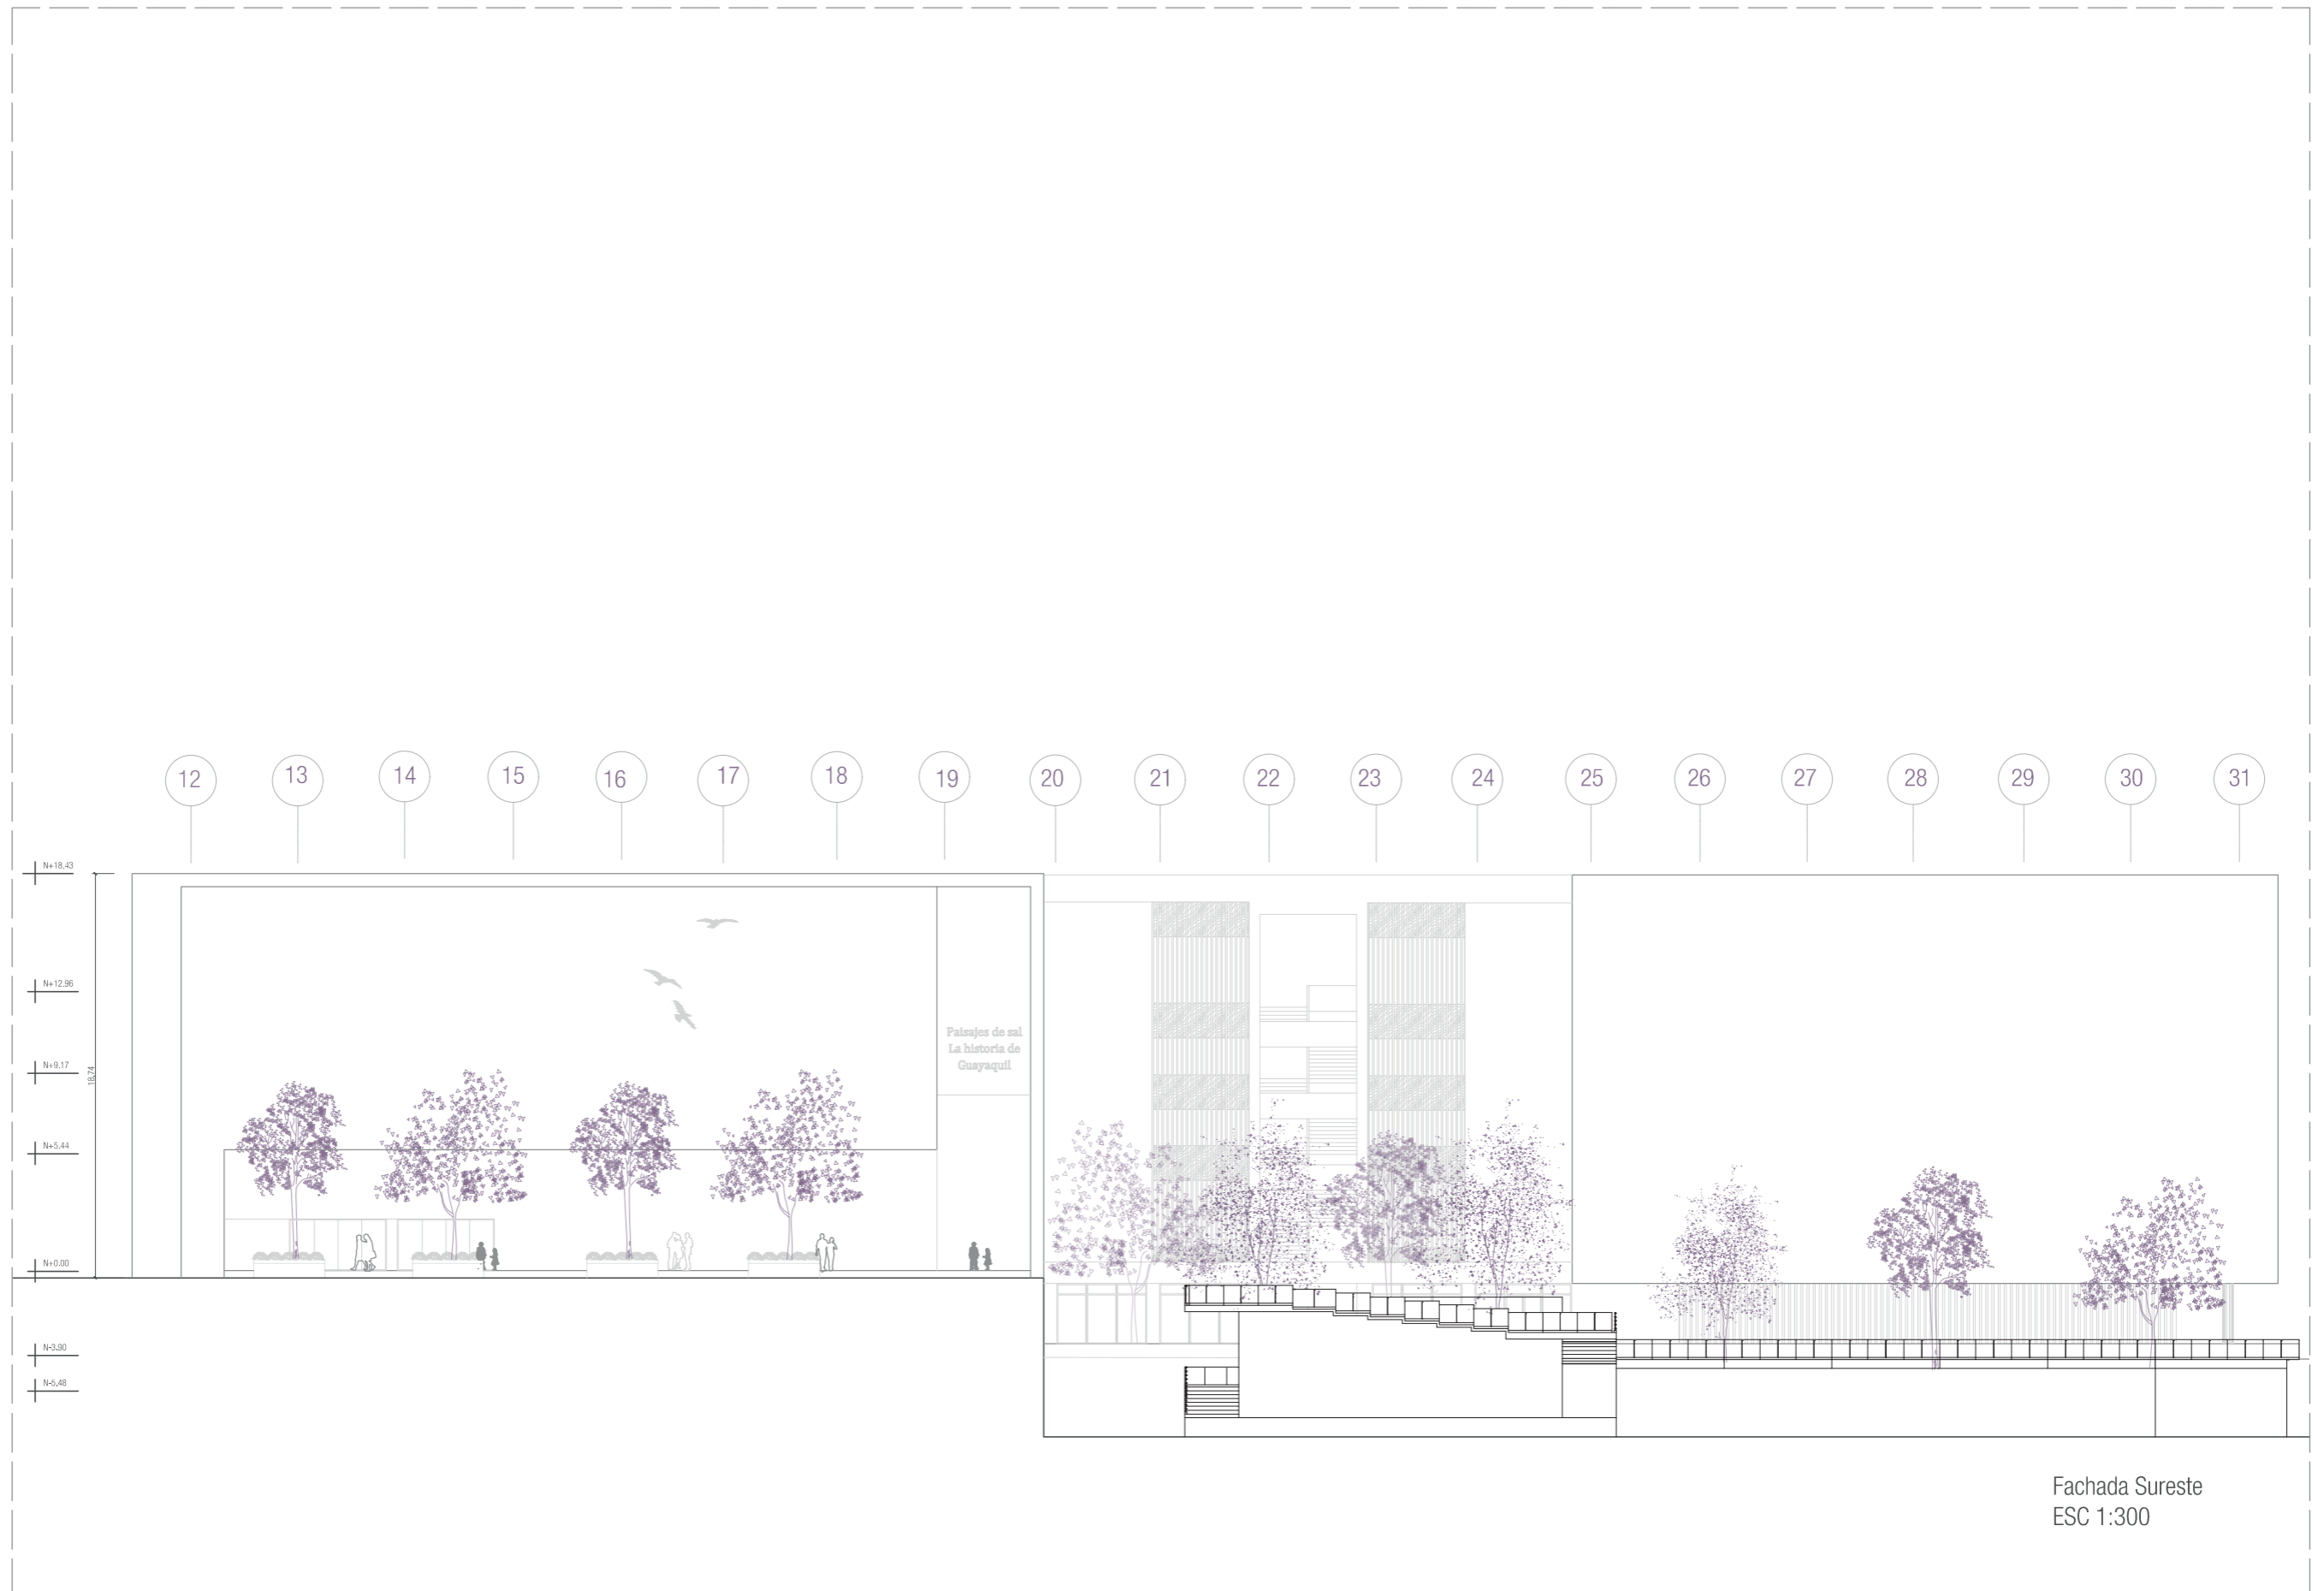 12
13
14
15
16
17
18
19
20
21
22
23
24
25
26
27
28
29
30
31
N+18.43
N+12.96
N+9.17
18.74
N+5.44
N+0.00
N-3.90
N-5.48
Paisajes de sal
La historia de
Guayaquil
Fachada Sureste
ESC 1:300